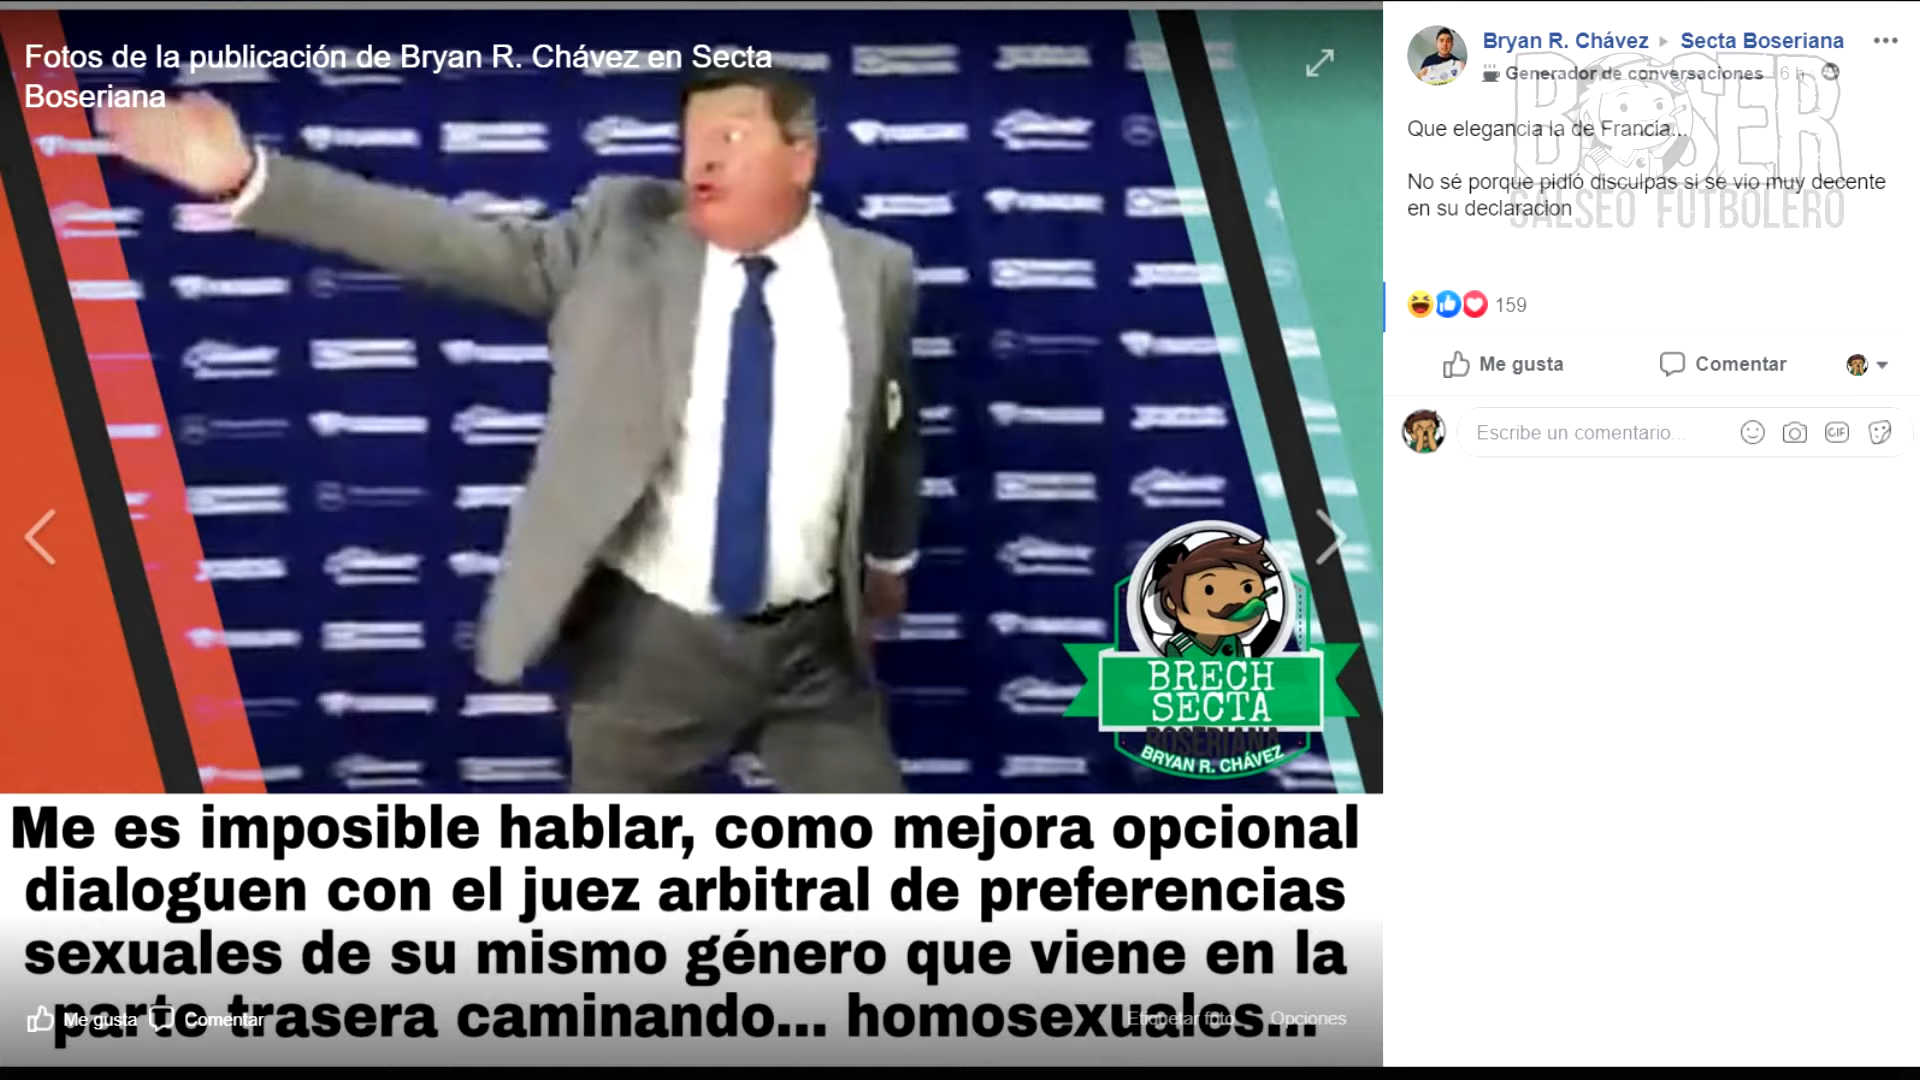 Fotos de la publicación de Bryan R. Chávez en Secta
Boseriana
BRECH
SECTA
BOSERIANA
BRYAN R. CHÁVEZ
Me es imposible hablar, como mejora opcional
dialoguen con el juez arbitral de preferencias
sexuales de su mismo género que viene en la
parte trasera caminando... homosexuales...
Me gusta
Comentar
Etiquetar foto
Opciones
Bryan R. Chávez
Secta Boseriana
Generador de conversaciones
6 h
BOSER
SALSEO FUTBOLERO
Que elegancia la de Francia...
No sé porque pidió disculpas si se vio muy decente
en su declaracion
159
Me gusta
Comentar
Escribe un comentario...
GIF